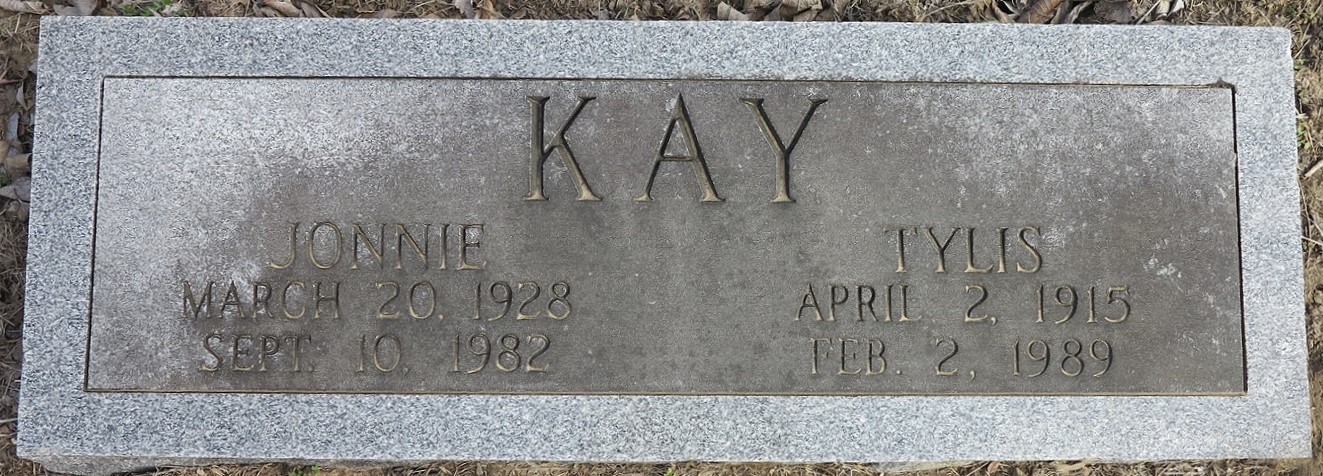 KAY
JONNIE
MARCH 20, 1928
SEPT. 10, 1982
TYLIS
APRIL 2, 1915
FEB. 2, 1989